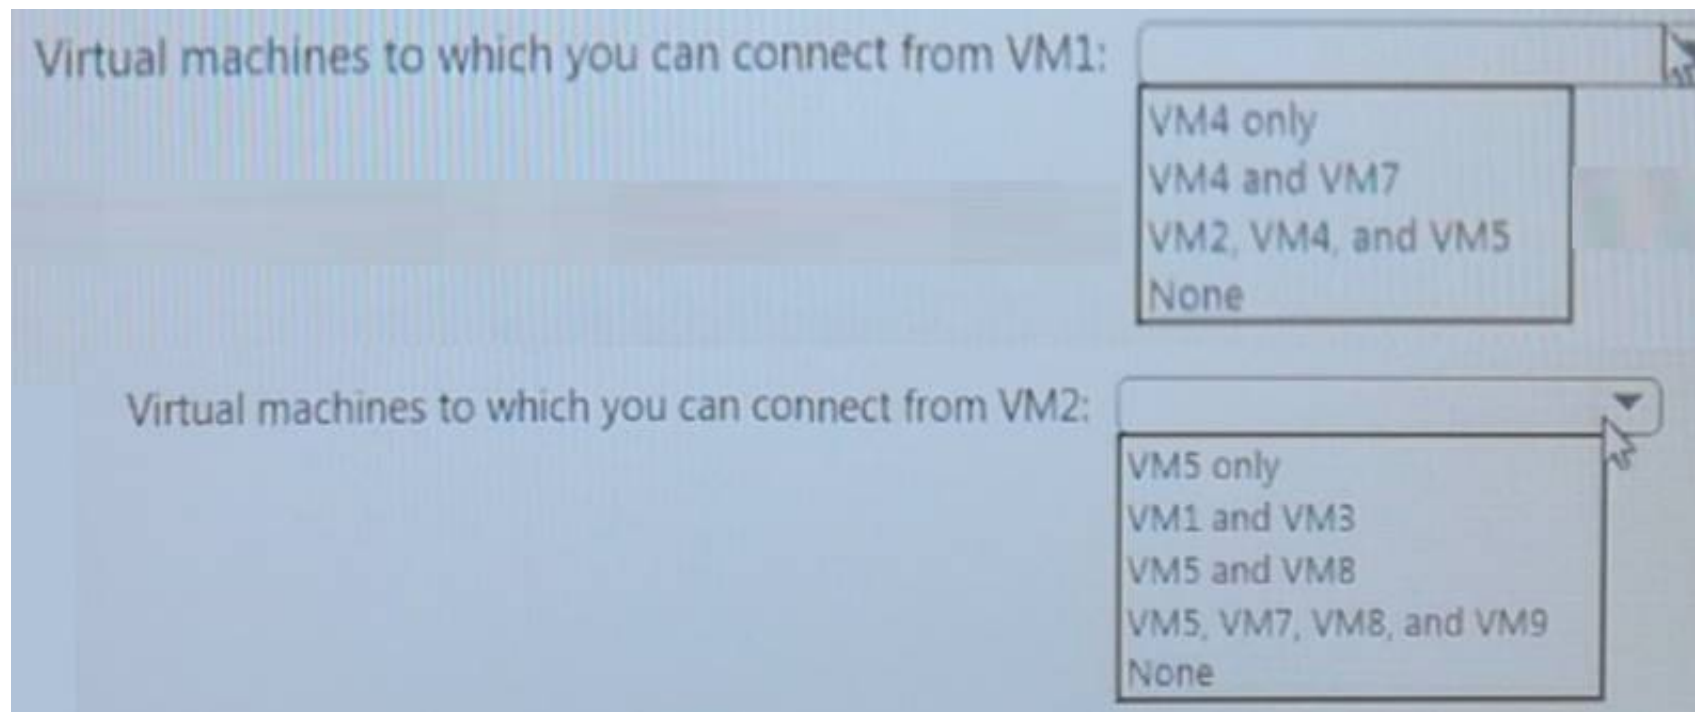 Virtual machines to which you can connect from VM1:
VM4 only
VM4 and VM7
VM2, VM4, and VM5
None
Virtual machines to which you can connect from VM2:
VM5 only
VM1 and VM3
VM5 and VM8
VM5, VM7, VM8, and VM9
None